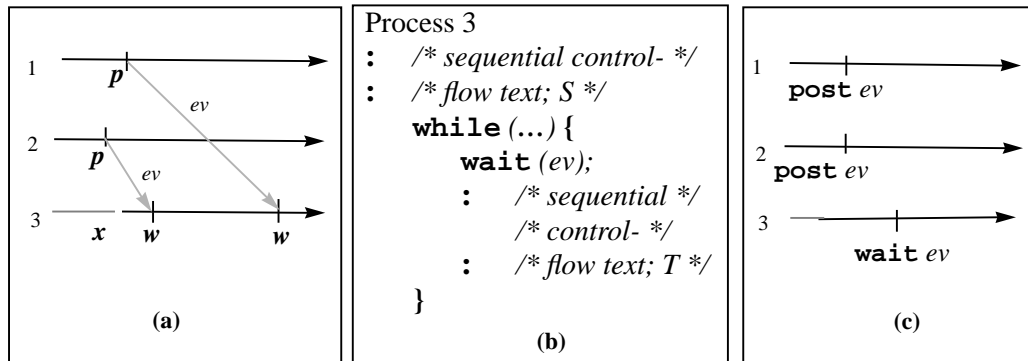 1
p
ev
2
p
ev
3
x
w
w
(a)
Process 3
: /* sequential control- */
: /* flow text; S */
while (...) {
wait (ev);
: /* sequential */
/* control- */
: /* flow text; T */
}
(b)
1
post ev
2
post ev
3
wait ev
(c)